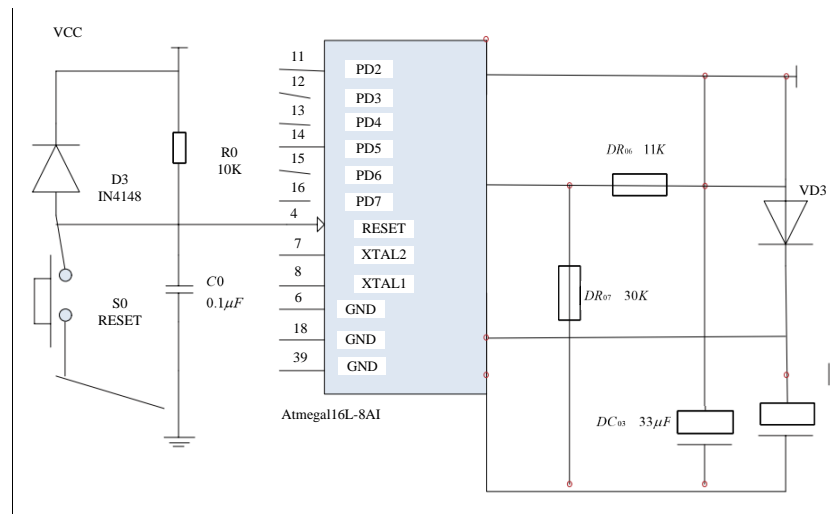 VCC
D3
IN4148
R0
10K
S0
RESET
C0
0.1μF
11
12
13
14
15
16
4
7
8
6
18
39
PD2
PD3
PD4
PD5
PD6
PD7
RESET
XTAL2
XTAL1
GND
GND
GND
Atmegal16L-8AI
DR06 11K
VD3
DR07 30K
DC03 33μF